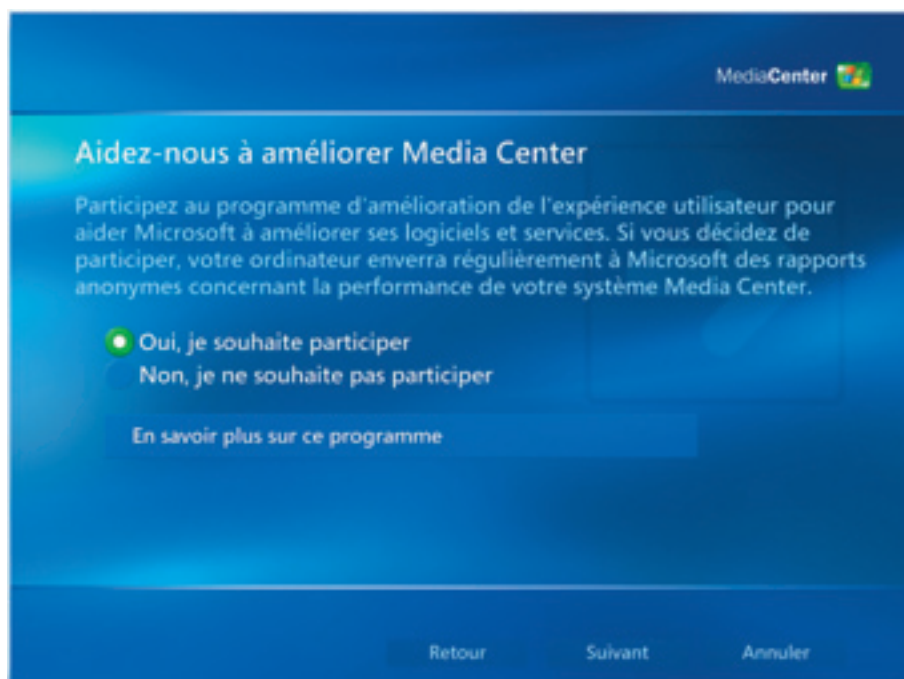 MediaCenter
Aidez-nous à améliorer Media Center
Participez au programme d'amélioration de l'expérience utilisateur pour
aider Microsoft à améliorer ses logiciels et services. Si vous décidez de
participer, votre ordinateur enverra régulièrement à Microsoft des rapports
anonymes concernant la performance de votre système Media Center.
Oui, je souhaite participer
Non, je ne souhaite pas participer
En savoir plus sur ce programme
Retour Suivant Annuler